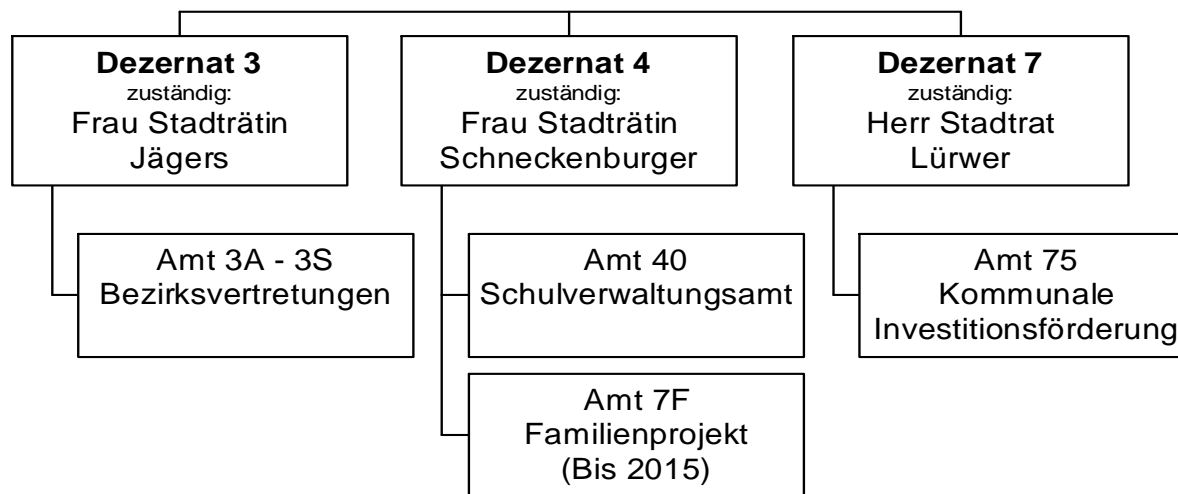 Dezernat 3
zuständig:
Frau Stadträtin
Jägers
Dezernat 4
zuständig:
Frau Stadträtin
Schneckenburger
Dezernat 7
zuständig:
Herr Stadtrat
Lürwer
Amt 3A - 3S
Bezirksvertretungen
Amt 40
Schulverwaltungsamt
Amt 75
Kommunale
Investitionsförderung
Amt 7F
Familienprojekt
(Bis 2015)